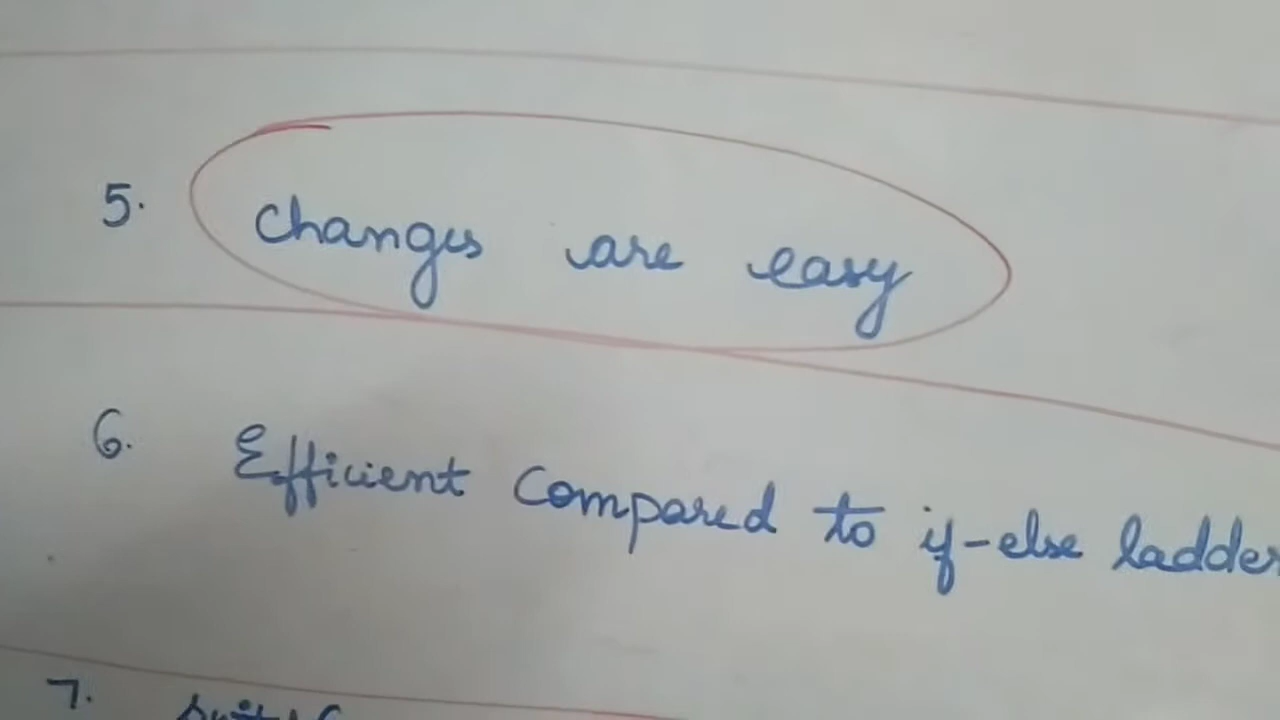 5. Changes are easy
6. Efficient Compared to if-else ladder
7.